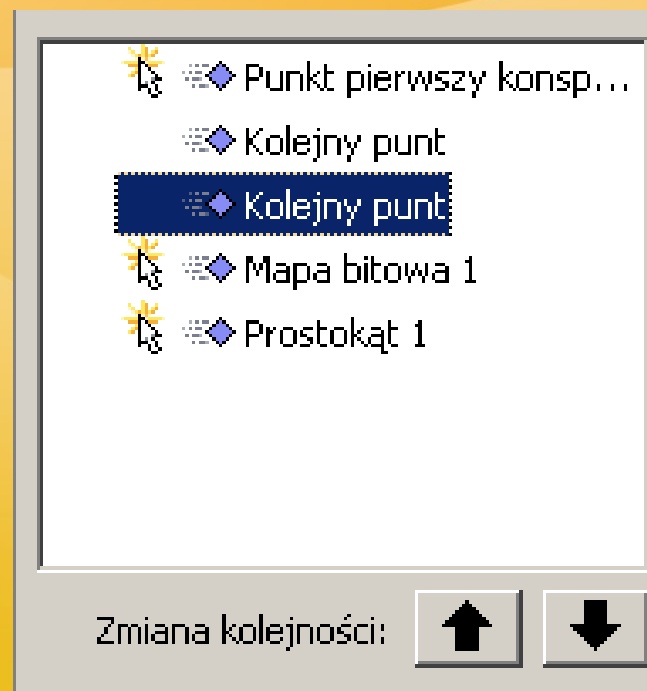 Punkt pierwszy konsp...
Kolejny punt
Kolejny punt
Mapa bitowa 1
Prostokąt 1
Zmiana kolejności: